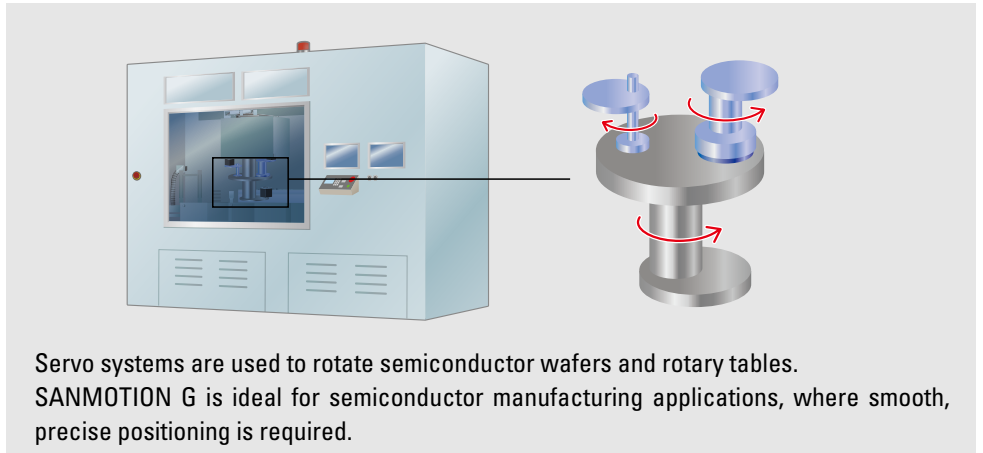 Servo systems are used to rotate semiconductor wafers and rotary tables.
SANMOTION G is ideal for semiconductor manufacturing applications, where smooth,
precise positioning is required.